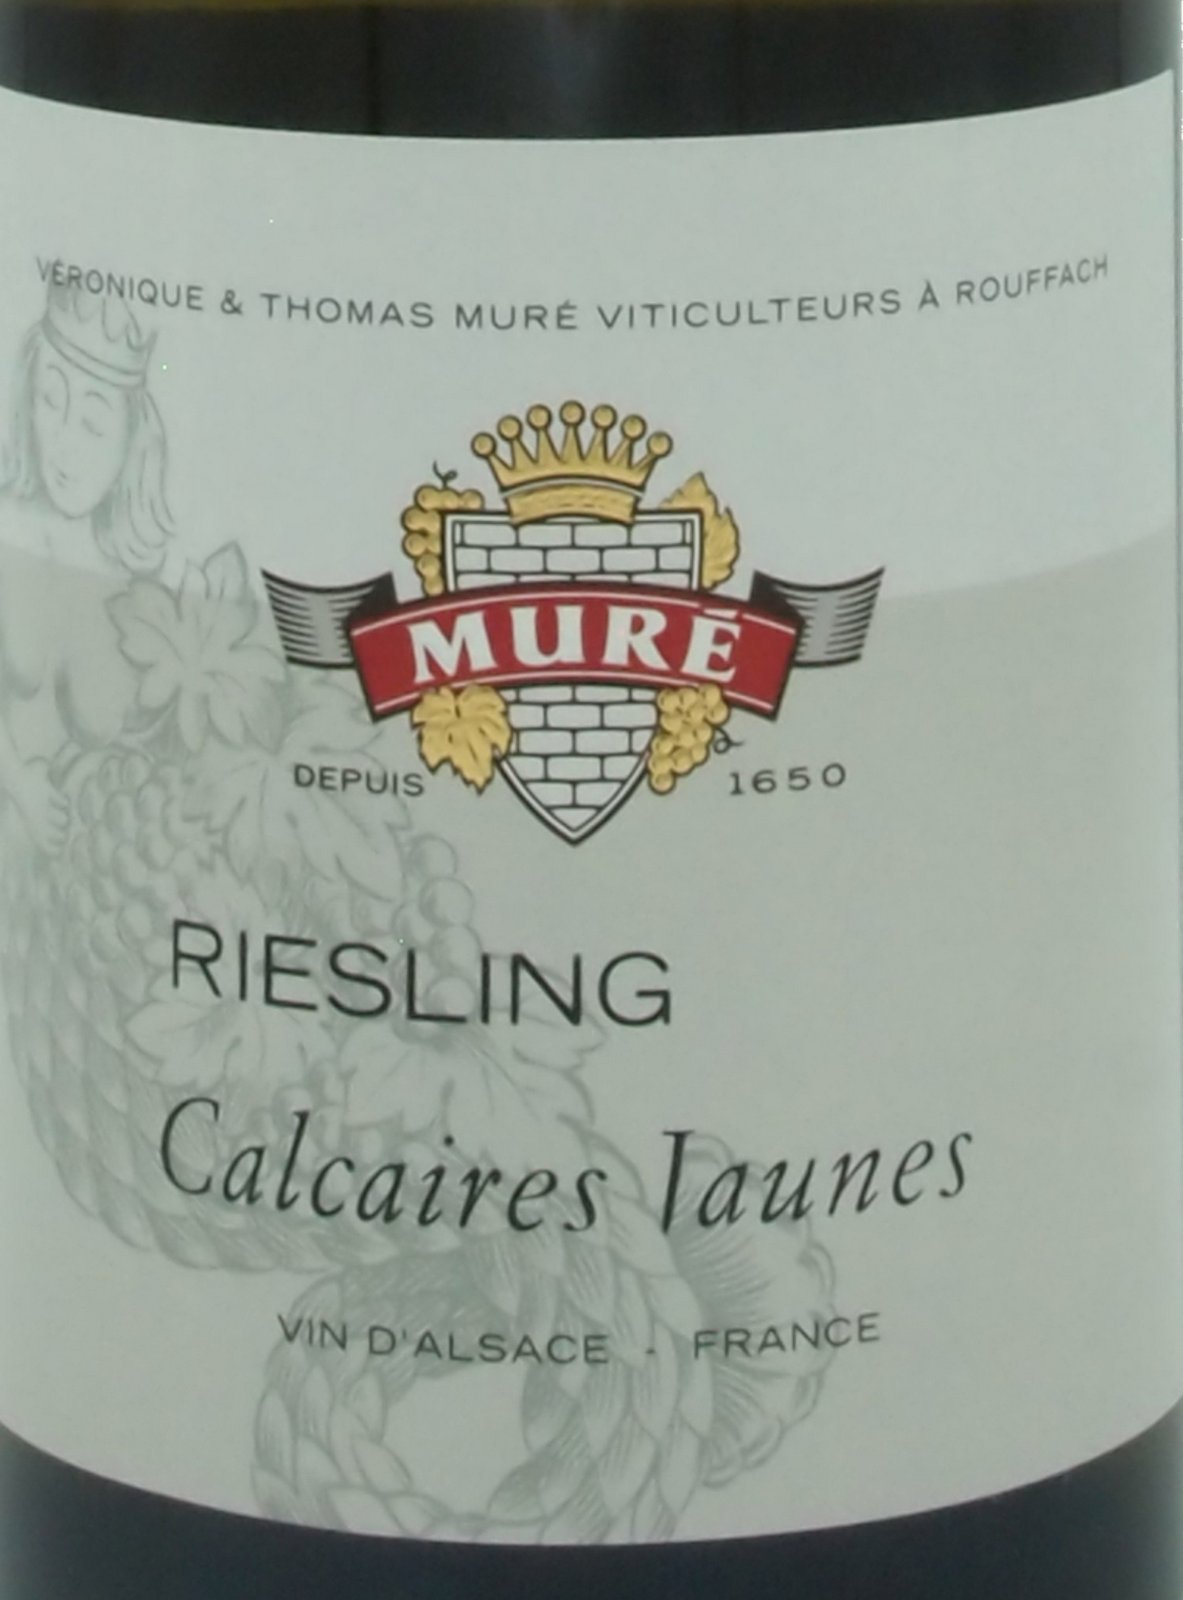 VÉRONIQUE & THOMAS MURÉ VITICULTEURS À ROUFFACH
MURÉ
DEPUIS 1650
RIESLING
Calcaires Jaunes
VIN D'ALSACE - FRANCE